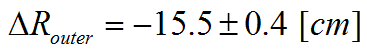 ΔR_outer = −15.5 ± 0.4 [cm]